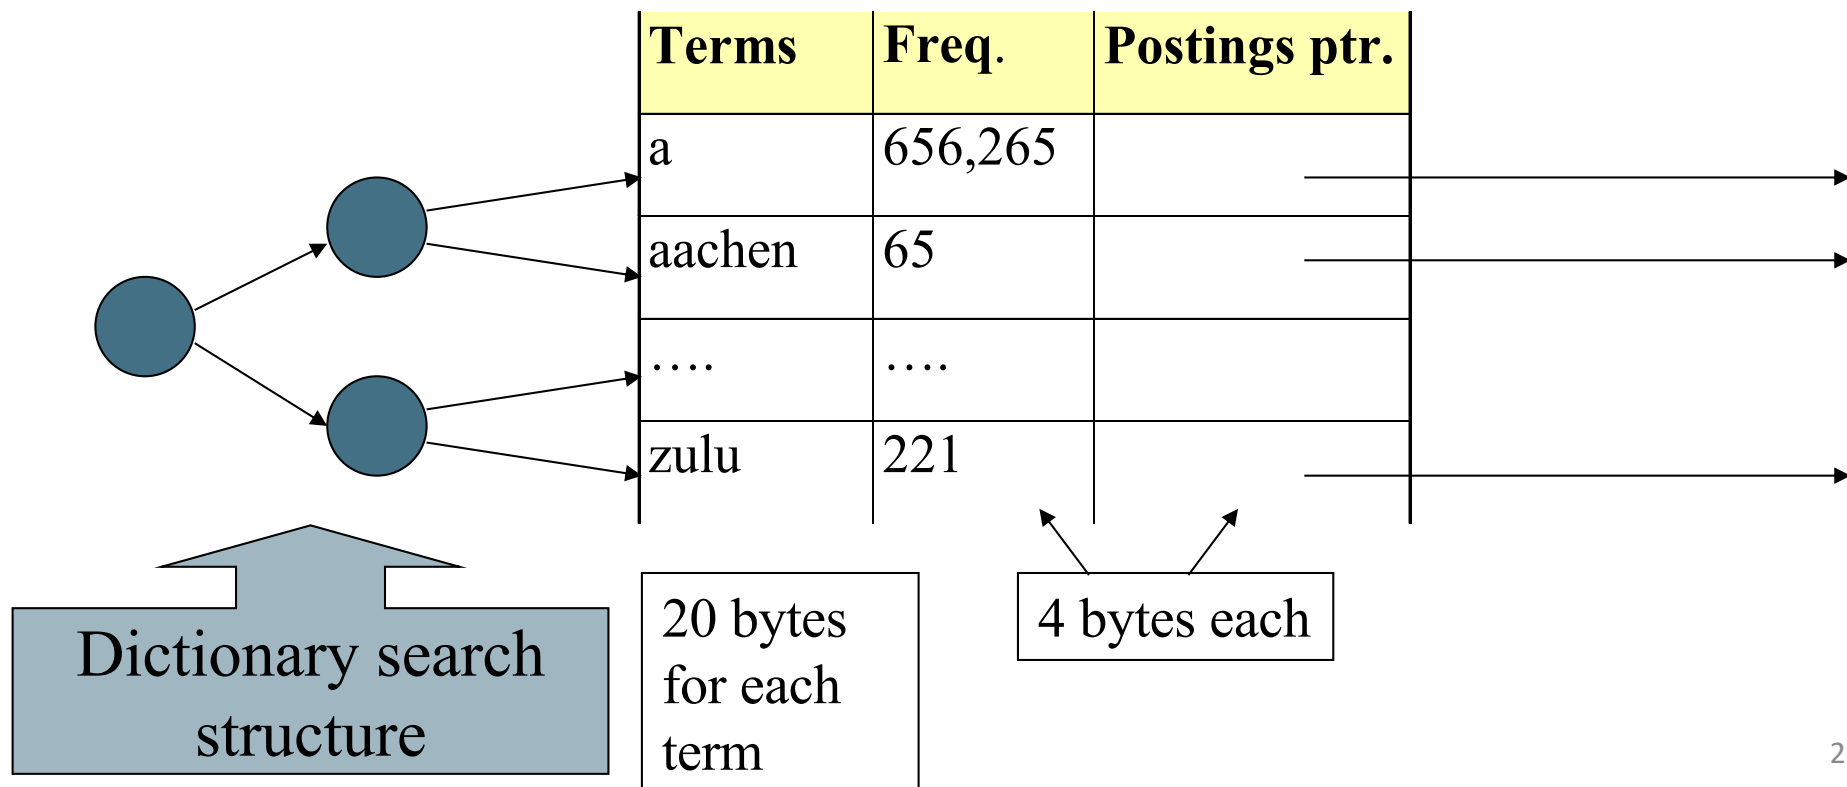 Terms Freq. Postings ptr.
a 656,265
aachen 65
.... ....
zulu 221
Dictionary search
structure
20 bytes
for each
term
4 bytes each
2